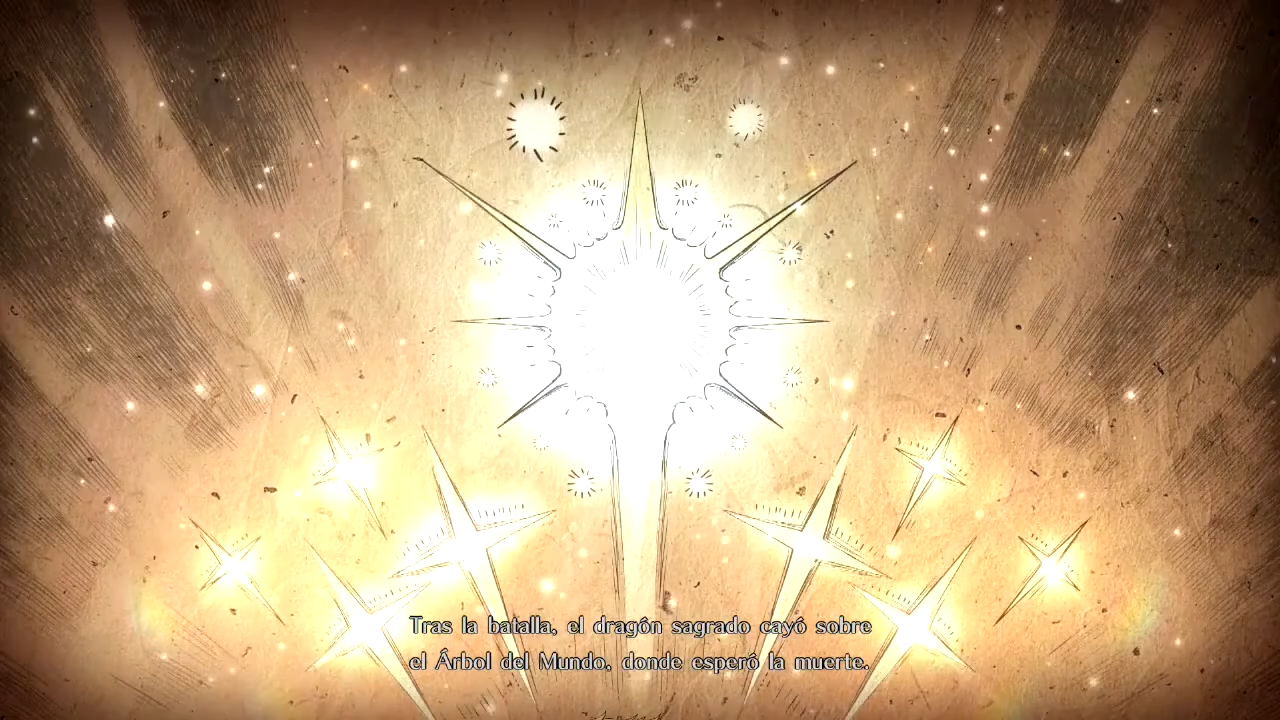 Tras la batalla, el dragón sagrado cayó sobre
el Árbol del Mundo, donde esperó la muerte.